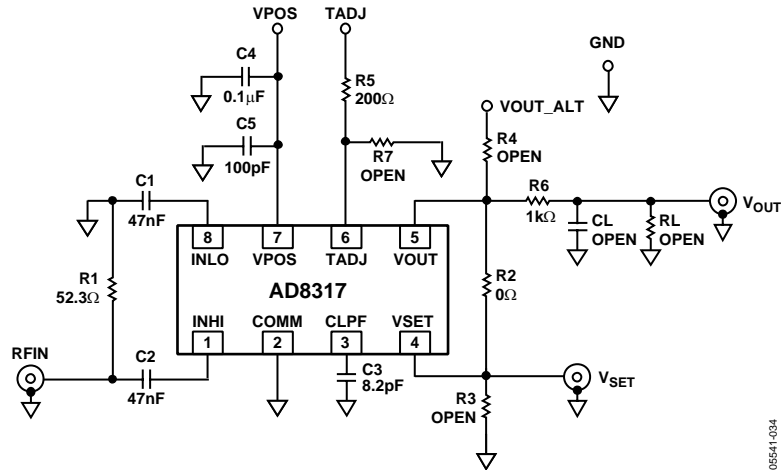 VPOS
TADJ
GND
C4
0.1µF
R5
200Ω
VOUT_ALT
C5
100pF
R7
OPEN
R4
OPEN
C1
47nF
R6
1kΩ
VOUT
CL
OPEN
RL
OPEN
8
7
6
5
INLO
VPOS
TADJ
VOUT
R1
52.3Ω
AD8317
R2
0Ω
INHI
COMM
CLPF
VSET
1
2
3
4
RFIN
C2
47nF
C3
8.2pF
VSET
R3
OPEN
05541-034